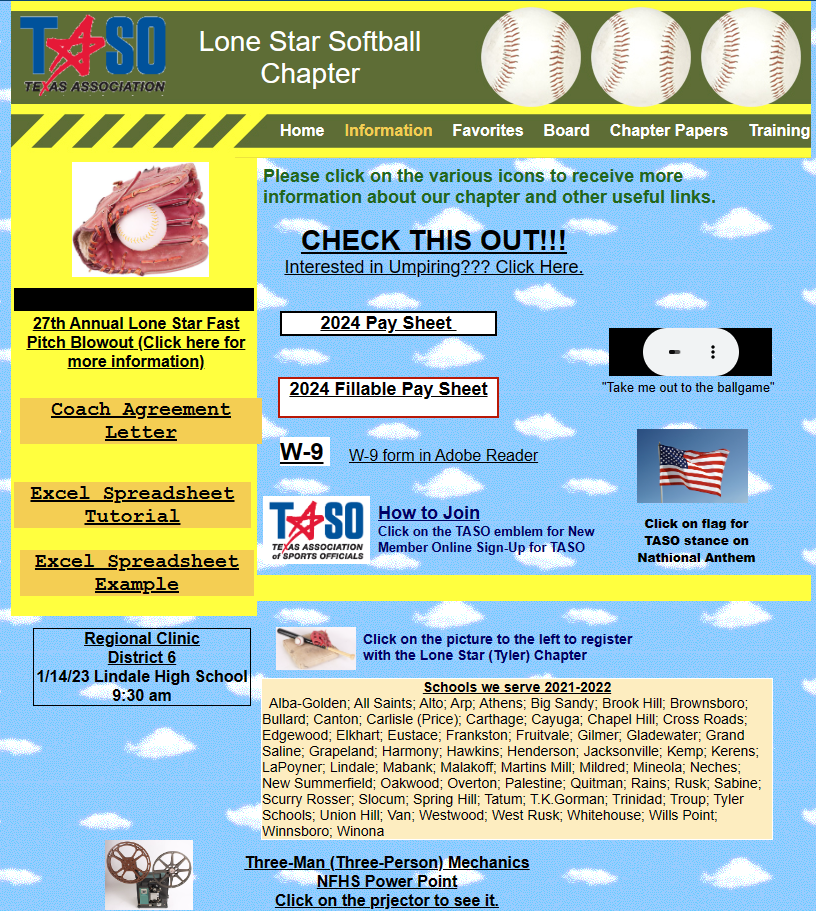 TASO
TEXAS ASSOCIATION
Lone Star Softball
Chapter
Home Information Favorites Board Chapter Papers Training
Please click on the various icons to receive more
information about our chapter and other useful links.
CHECK THIS OUT!!!
Interested in Umpiring??? Click Here.
27th Annual Lone Star Fast
Pitch Blowout (Click here for
more information)
Coach Agreement
Letter
Excel Spreadsheet
Tutorial
Excel Spreadsheet
Example
2024 Pay Sheet
2024 Fillable Pay Sheet
"Take me out to the ballgame"
W-9 W-9 form in Adobe Reader
TASO
TEXAS ASSOCIATION
of SPORTS OFFICIALS
How to Join
Click on the TASO emblem for New
Member Online Sign-Up for TASO
Click on flag for
TASO stance on
Nathional Anthem
Regional Clinic
District 6
1/14/23 Lindale High School
9:30 am
Click on the picture to the left to register
with the Lone Star (Tyler) Chapter
Schools we serve 2021-2022
Alba-Golden; All Saints; Alto; Arp; Athens; Big Sandy; Brook Hill; Brownsboro;
Bullard; Canton; Carlisle (Price); Carthage; Cayuga; Chapel Hill; Cross Roads;
Edgewood; Elkhart; Eustace; Frankston; Fruitvale; Gilmer; Gladewater; Grand
Saline; Grapeland; Harmony; Hawkins; Henderson; Jacksonville; Kemp; Kerens;
LaPoyner; Lindale; Mabank; Malakoff; Martins Mill; Mildred; Mineola; Neches;
New Summerfield; Oakwood; Overton; Palestine; Quitman; Rains; Rusk; Sabine;
Scurry Rosser; Slocum; Spring Hill; Tatum; T.K.Gorman; Trinidad; Troup; Tyler
Schools; Union Hill; Van; Westwood; West Rusk; Whitehouse; Wills Point;
Winnsboro; Winona
Three-Man (Three-Person) Mechanics
NFHS Power Point
Click on the prjector to see it.